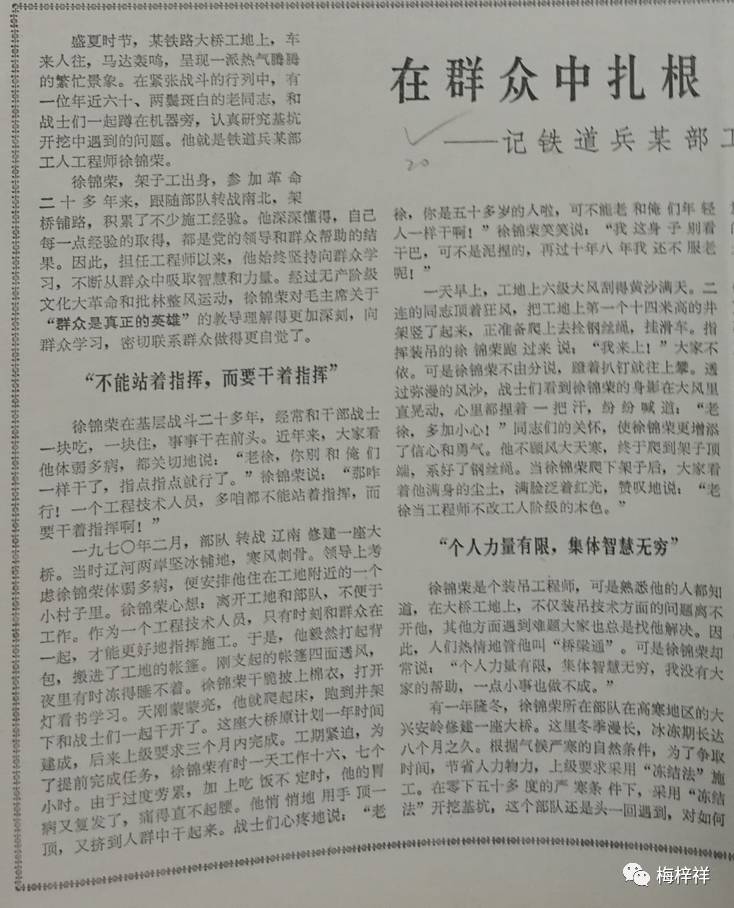 在群众中扎根
——记铁道兵某部工
20
盛夏时节，某铁路大桥工地上，车
来人往，马达轰鸣，呈现一派热气腾腾
的繁忙景象。在紧张战斗的行列中，有
一位年近六十、两鬓斑白的老同志，和
战士们一起蹲在机器旁，认真研究基坑
开挖中遇到的问题。他就是铁道兵某部
工人工程师徐锦荣。
徐锦荣，架子工出身，参加革命
二十多年来，跟随部队转战南北，架
桥铺路，积累了不少施工经验。他深深懂得，自己
每一点经验的取得，都是党的领导和群众帮助的结
果。因此，担任工程师以来，他始终坚持向群众学
习，不断从群众中吸取智慧和力量。经过无产阶级
文化大革命和批林整风运动，徐锦荣对毛主席关于
“群众是真正的英雄”的教导理解得更加深刻，向
群众学习，密切联系群众做得更自觉了。
“不能站着指挥，而要干着指挥”
徐锦荣在基层战斗二十多年，经常和干部战士
一块吃，一块住，事事干在前头。近年来，大家看
他体弱多病，都关切地说：“老徐，你别和俺们
一样干了，指点指点就行了。”徐锦荣说：“那咋
行！一个工程技术人员，多咱都不能站着指挥，而
要干着指挥啊！”
一九七〇年二月，部队转战辽南修建一座大
桥。当时辽河两岸坚冰铺地，寒风刺骨。领导上考
虑徐锦荣体弱多病，便安排他住在工地附近的一个
小村子里。徐锦荣心想：离开工地和部队，不便于
工作。作为一个工程技术人员，只有时刻和群众在
一起，才能更好地指挥施工。于是，他毅然打起背
包，搬进了工地的帐篷。刚支起的帐篷四面透风，
夜里有时冻得睡不着。徐锦荣干脆披上棉衣，打开
灯看书学习。天刚蒙蒙亮，他就爬起床，跑到井架
下和战士们一起干开了。这座大桥原计划一年时间
建成，后来上级要求三个月内完成。工期紧迫，为
了提前完成任务，徐锦荣有时一天工作十六、七个
小时。由于过度劳累，加上吃饭不定时，他的胃
病又复发了，痛得直不起腰。他悄悄地用手顶一
顶，又挤到人群中干起来。战士们心疼地说：“老
徐，你是五十多岁的人啦，可不能老和俺们年轻
人一样干啊！”徐锦荣笑笑说：“我这身子别看
干巴，可不是泥捏的，再过十年八年我还不服老
呢！”
一天早上，工地上六级大风刮得黄沙满天。二
连的同志顶着狂风，把工地上第一个十四米高的井
架竖了起来，正准备爬上去拴钢丝绳，挂滑车。指
挥装吊的徐锦荣跑过来说：“我来上！”大家不
依。可是徐锦荣不由分说，蹬着扒钉就往上攀。透
过弥漫的风沙，战士们看到徐锦荣的身影在大风里
直晃动，心里都捏着一把汗，纷纷喊道：“老
徐，多加小心！”同志们的关怀，使徐锦荣更增添
了信心和勇气。他不顾风大天寒，终于爬到架子顶
端，系好了钢丝绳。当徐锦荣爬下架子后，大家看
着他满身的尘土，满脸泛着红光，赞叹地说：“老
徐当工程师不改工人阶级的本色。”
“个人力量有限，集体智慧无穷”
徐锦荣是个装吊工程师，可是熟悉他的人都知
道，在大桥工地上，不仅装吊技术方面的问题离不
开他，其他方面遇到难题大家也总是找他解决。因
此，人们热情地管他叫“桥梁通”。可是徐锦荣却
常说：“个人力量有限，集体智慧无穷，我没有大
家的帮助，一点小事也做不成。”
有一年隆冬，徐锦荣所在部队在高寒地区的大
兴安岭修建一座大桥。这里冬季漫长，冰冻期长达
八个月之久。根据气候严寒的自然条件，为了争取
时间，节省人力物力，上级要求采用“冻结法”施
工。在零下五十多度的严寒条件下，采用“冻结
法”开挖基坑，这个部队还是头一回遇到，对如何
梅梓祥